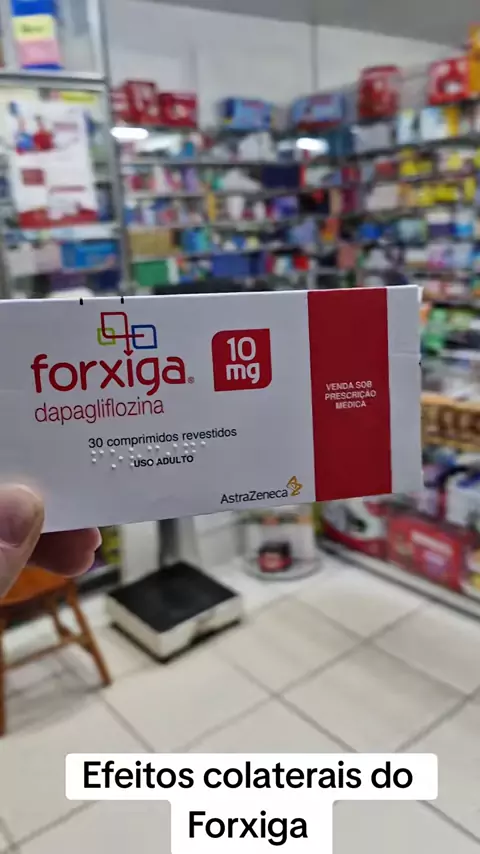 forxiga®
dapagliflozina
10
mg
30 comprimidos revestidos
USO ADULTO
VENDA SOB
PRESCRIÇÃO
MÉDICA
AstraZeneca
Efeitos colaterais do
Forxiga